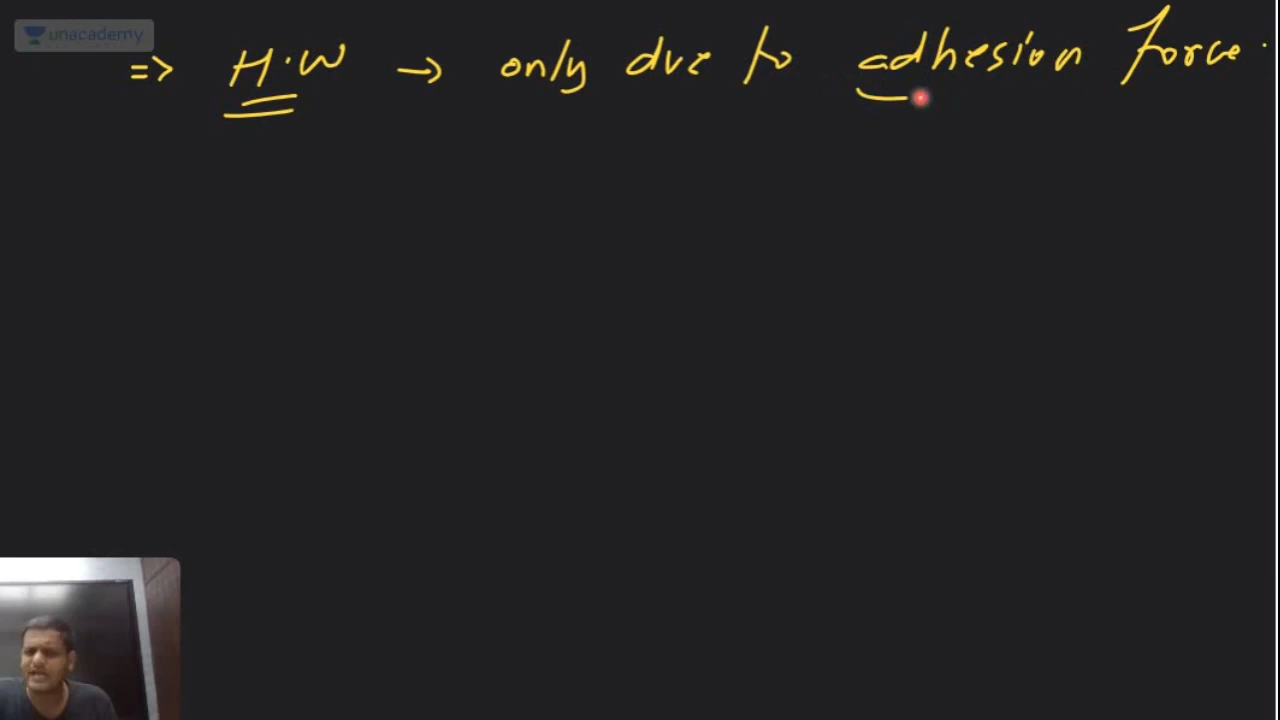 unacademy
=> H.W → only due to adhesion force.